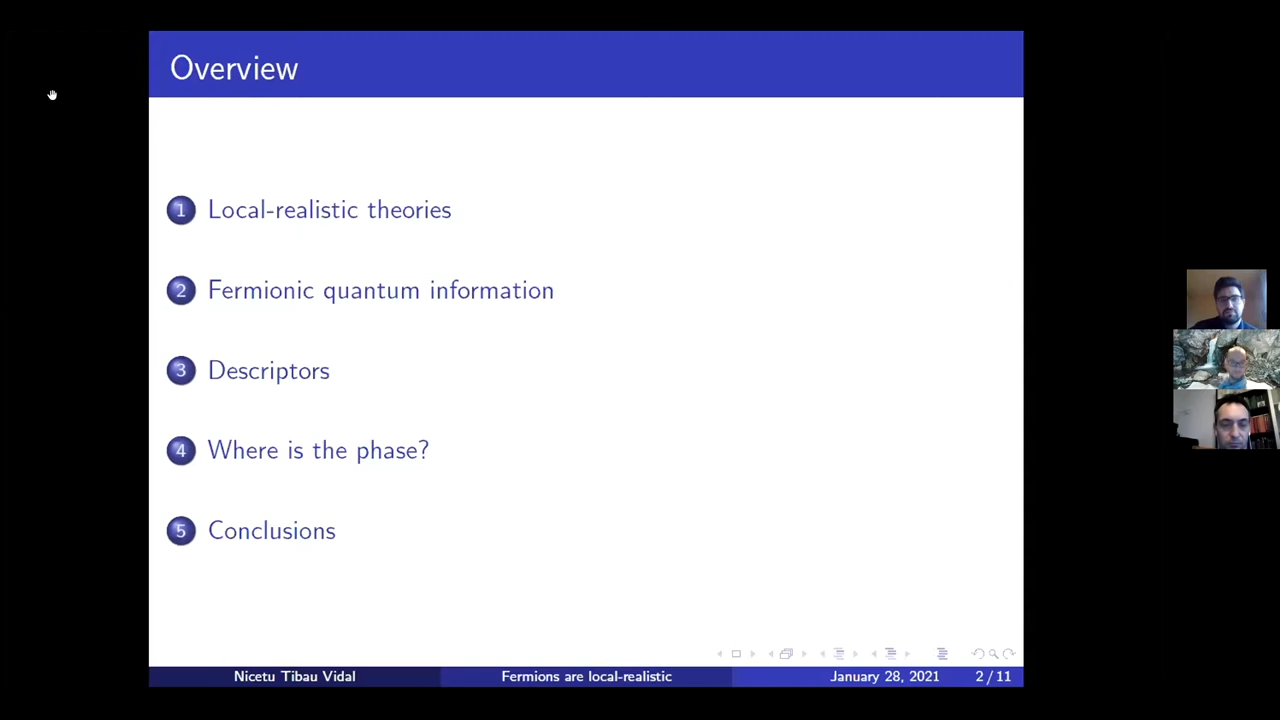 Overview
1 Local-realistic theories
2 Fermionic quantum information
3 Descriptors
4 Where is the phase?
5 Conclusions
Nicetu Tibau Vidal Fermions are local-realistic January 28, 2021 2 / 11